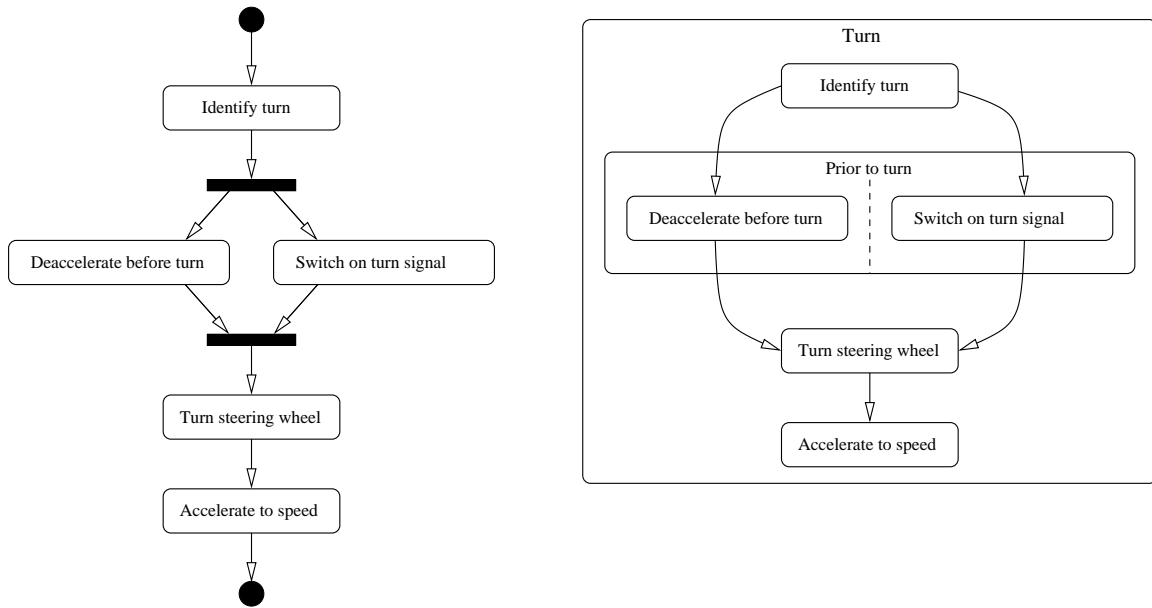 Identify turn
Deaccelerate before turn
Switch on turn signal
Turn steering wheel
Accelerate to speed
Turn
Identify turn
Prior to turn
Deaccelerate before turn
Switch on turn signal
Turn steering wheel
Accelerate to speed